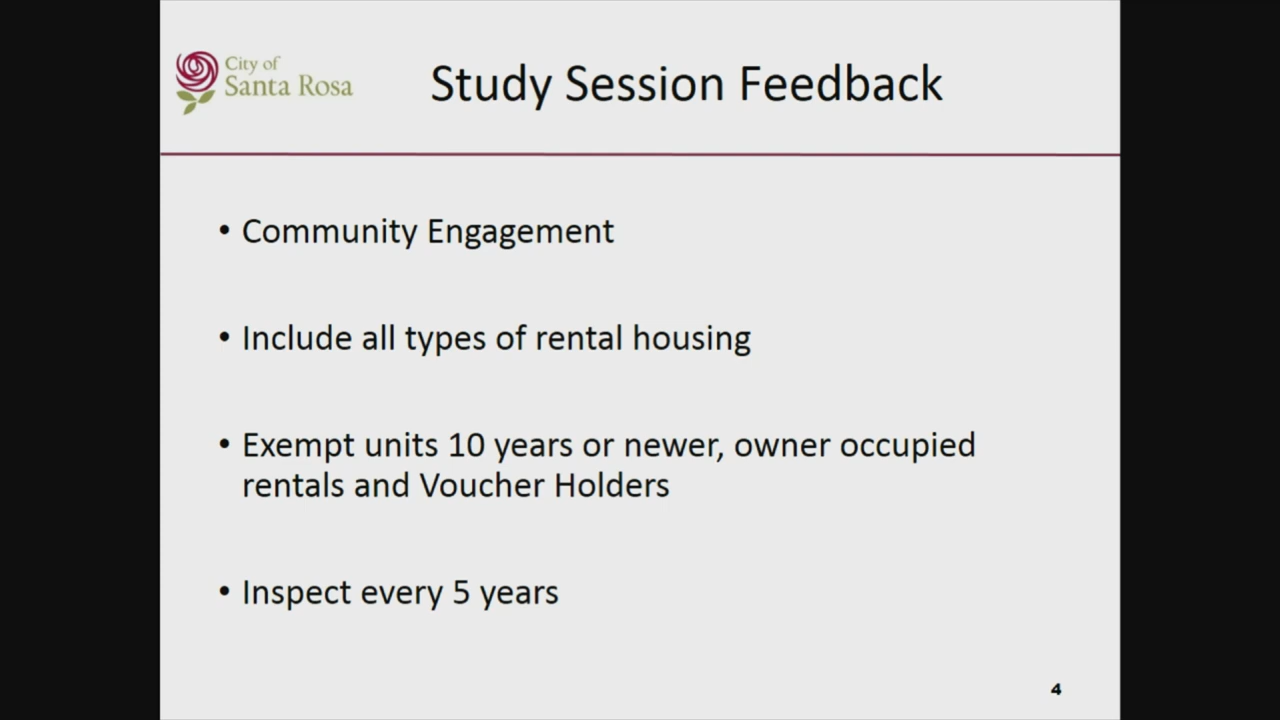 City of
Santa Rosa
Study Session Feedback
• Community Engagement
• Include all types of rental housing
• Exempt units 10 years or newer, owner occupied
rentals and Voucher Holders
• Inspect every 5 years
4